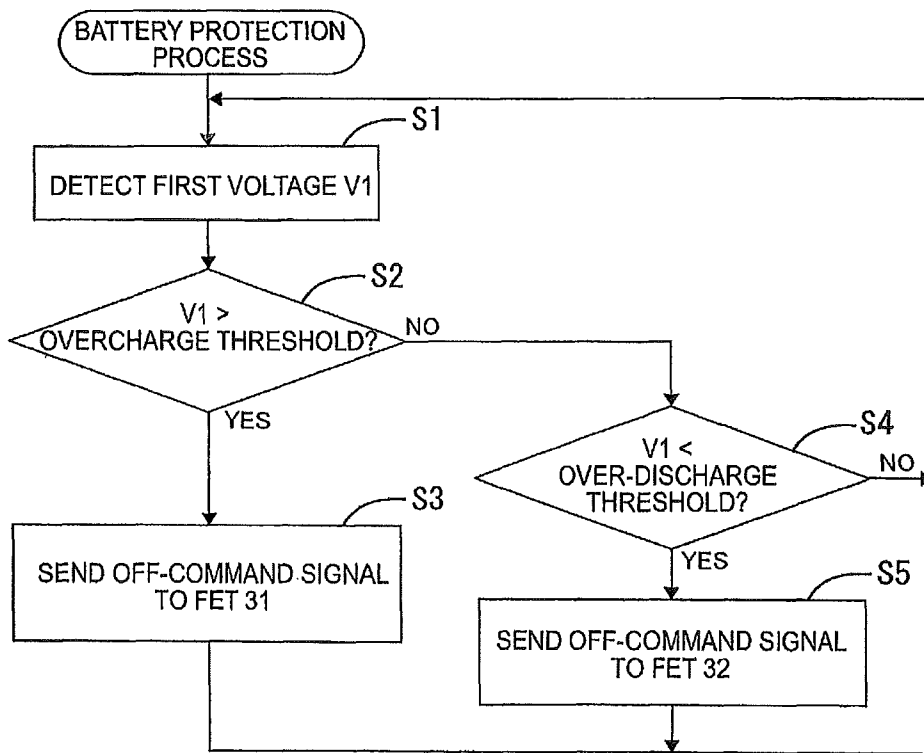 BATTERY PROTECTION
PROCESS
S1
DETECT FIRST VOLTAGE V1
S2
V1 >
OVERCHARGE THRESHOLD?
NO
YES
S4
V1 <
OVER-DISCHARGE
THRESHOLD?
NO
YES
S3
SEND OFF-COMMAND SIGNAL
TO FET 31
S5
SEND OFF-COMMAND SIGNAL
TO FET 32